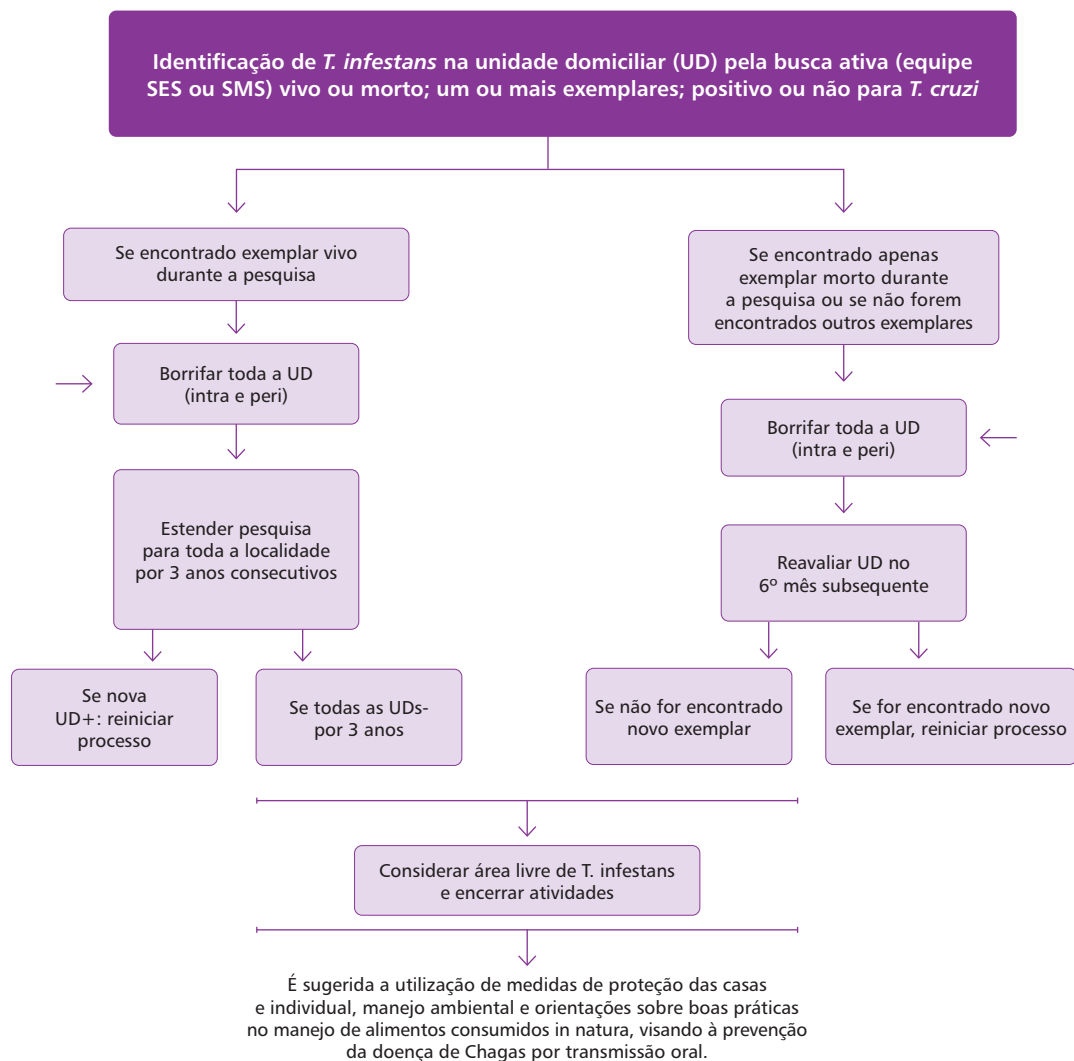 Identificação de T. infestans na unidade domiciliar (UD) pela busca ativa (equipe
SES ou SMS) vivo ou morto; um ou mais exemplares; positivo ou não para T. cruzi
Se encontrado exemplar vivo
durante a pesquisa
Se encontrado apenas
exemplar morto durante
a pesquisa ou se não forem
encontrados outros exemplares
Borrifar toda a UD
(intra e peri)
Borrifar toda a UD
(intra e peri)
Estender pesquisa
para toda a localidade
por 3 anos consecutivos
Reavaliar UD no
6º mês subsequente
Se nova
UD+: reiniciar
processo
Se todas as UDs-
por 3 anos
Se não for encontrado
novo exemplar
Se for encontrado novo
exemplar, reiniciar processo
Considerar área livre de T. infestans
e encerrar atividades
É sugerida a utilização de medidas de proteção das casas
e individual, manejo ambiental e orientações sobre boas práticas
no manejo de alimentos consumidos in natura, visando à prevenção
da doença de Chagas por transmissão oral.